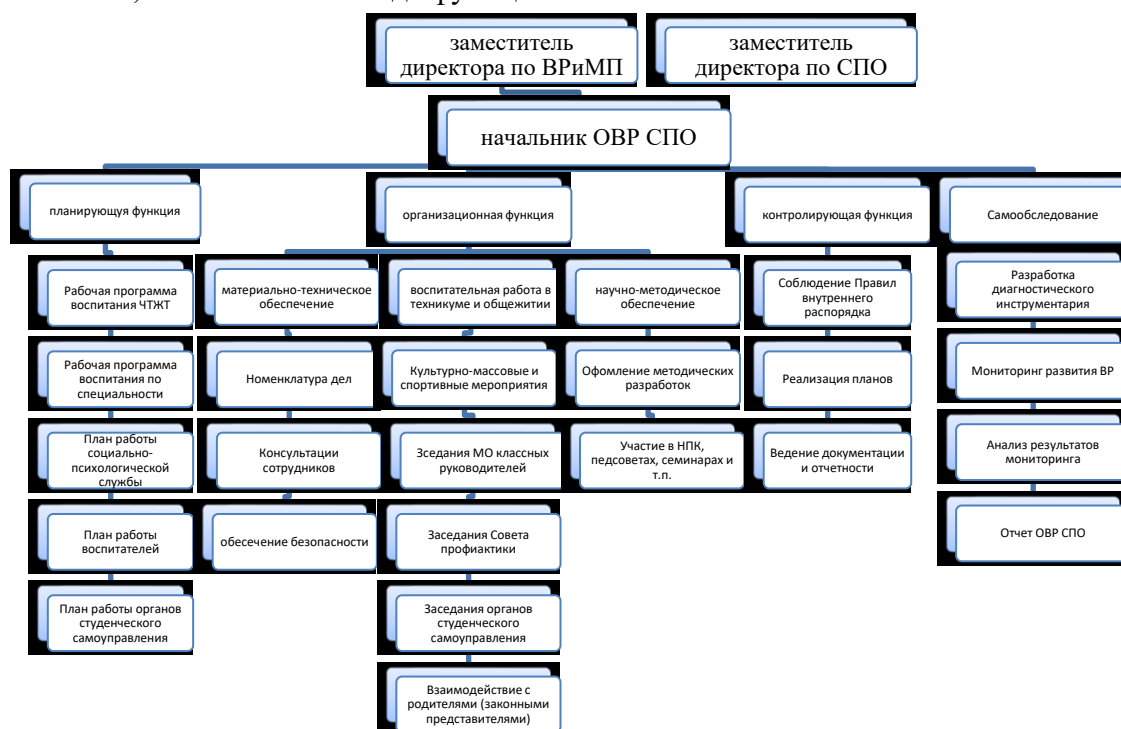 заместитель
директора по ВРиМП
заместитель
директора по СПО
начальник ОВР СПО
планирующуя функция
организационная функция
контролирующая функция
Самообследование
Рабочая программа
воспитания ЧТЖТ
материально-техническое
обеспечение
воспитательная работа в
техникуме и общежитии
научно-методическое
обеспечение
Соблюдение Правил
внутреннего
распорядка
Разработка
диагностического
инструментария
Рабочая программа
воспитания по
специальности
Номенклатура дел
Культурно-массовые и
спортивные мероприятия
Офомление методических
разработок
Реализация планов
Мониторинг развития ВР
План работы
социально-
психологической
службы
Консультации
сотрудников
Зседания МО классных
руководителей
Участие в НПК,
педсоветах, семинарах и
т.п.
Ведение документации
и отчетности
Анализ результатов
мониторинга
План работы
воспитателей
обесечение безопасности
Заседания Совета
профиактики
Отчет ОВР СПО
План работы органов
студенческого
самоуправления
Заседания органов
студенческого
самоуправления
Взаимодействие с
родителями (законными
представителями)